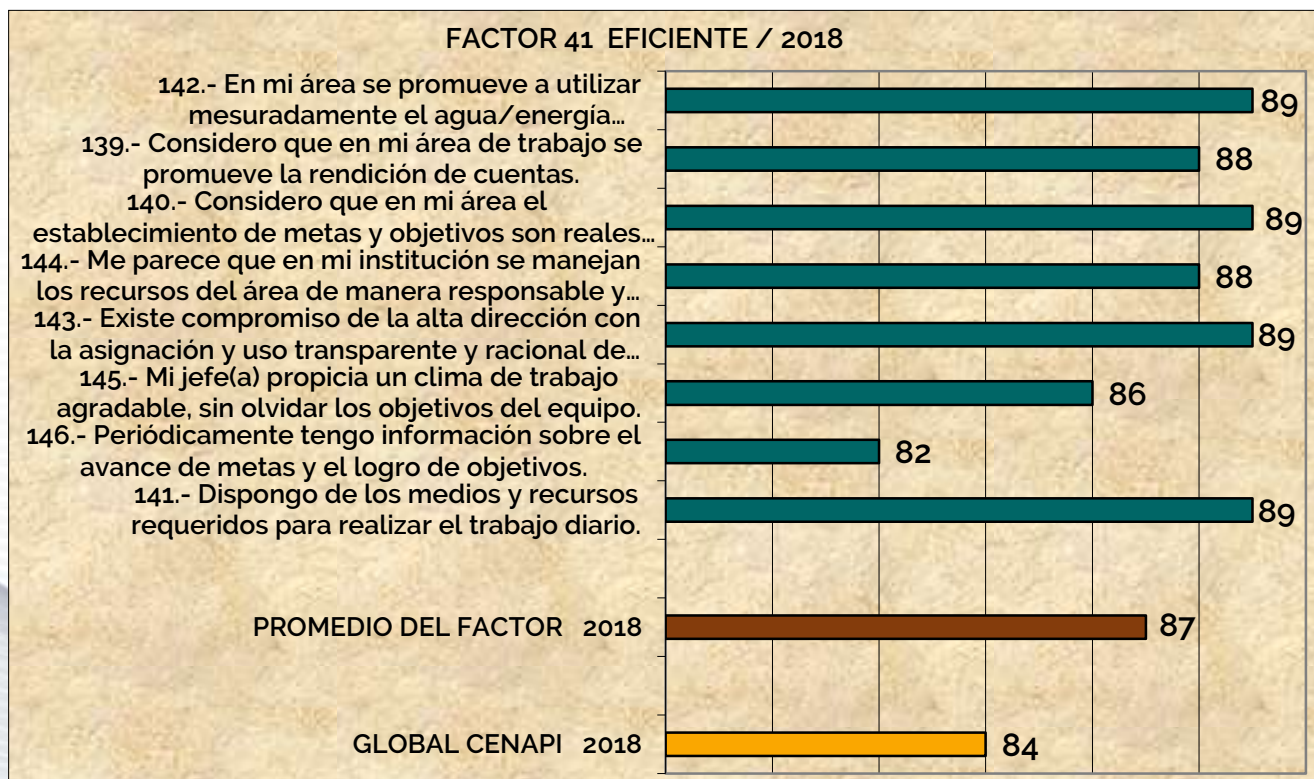 FACTOR 41 EFICIENTE / 2018
142.- En mi área se promueve a utilizar
mesuradamente el agua/energía...
89
139.- Considero que en mi área de trabajo se
promueve la rendición de cuentas.
88
140.- Considero que en mi área el
establecimiento de metas y objetivos son reales...
89
144.- Me parece que en mi institución se manejan
los recursos del área de manera responsable y...
88
143.- Existe compromiso de la alta dirección con
la asignación y uso transparente y racional de...
89
145.- Mi jefe(a) propicia un clima de trabajo
agradable, sin olvidar los objetivos del equipo.
86
146.- Periódicamente tengo información sobre el
avance de metas y el logro de objetivos.
82
141.- Dispongo de los medios y recursos
requeridos para realizar el trabajo diario.
89
PROMEDIO DEL FACTOR 2018
87
GLOBAL CENAPI 2018
84